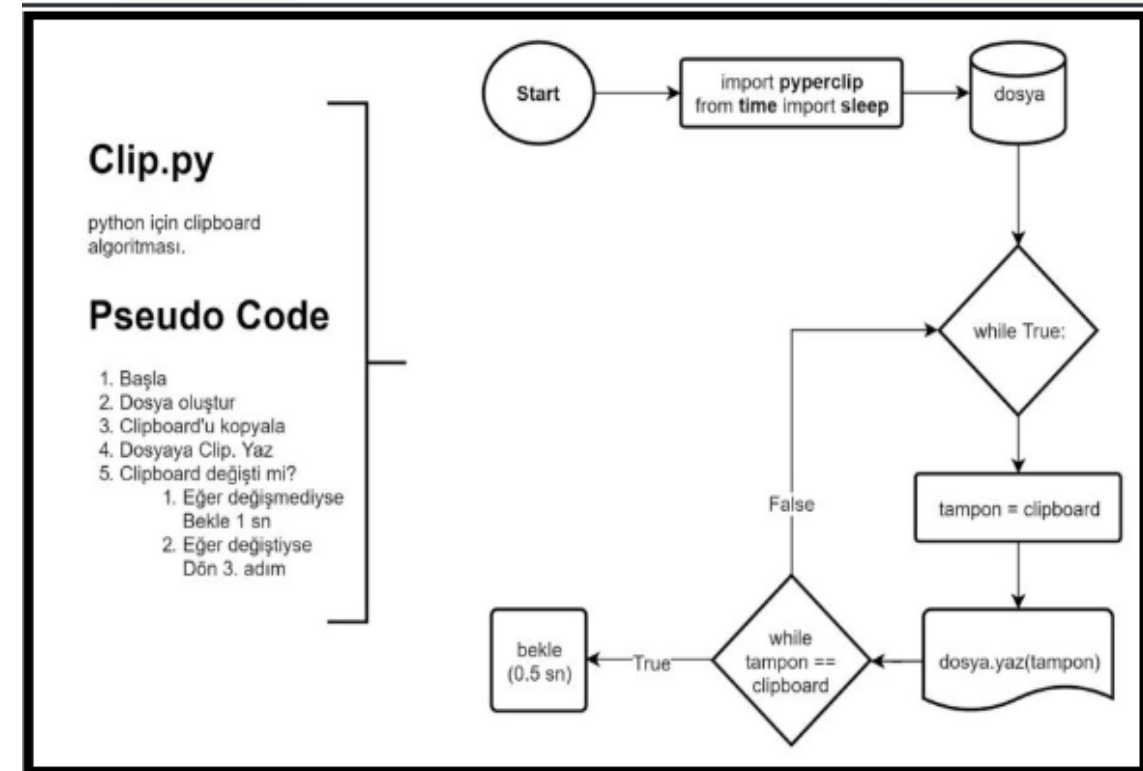 Clip.py
python için clipboard
algoritması.
Pseudo Code
1. Başla
2. Dosya oluştur
3. Clipboard'u kopyala
4. Dosyaya Clip. Yaz
5. Clipboard değişti mi?
1. Eğer değişmediyse
Bekle 1 sn
2. Eğer değiştiyse
Dön 3. adım
Start
import pyperclip
from time import sleep
dosya
while True:
tampon = clipboard
dosya.yaz(tampon)
while
tampon ==
clipboard
False
True
bekle
(0.5 sn)